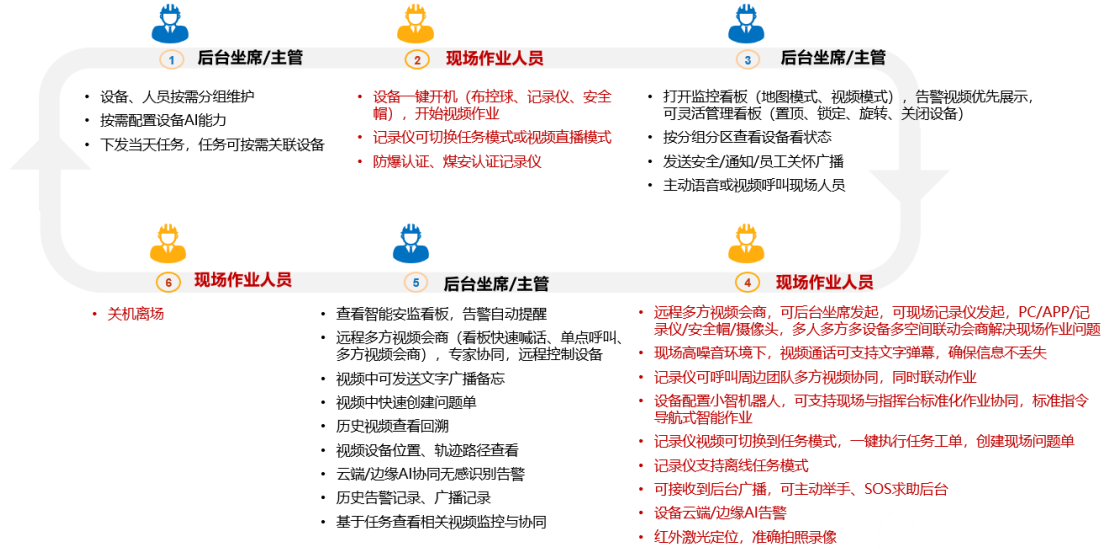 1 后台坐席/主管
• 设备、人员按需分组维护
• 按需配置设备AI能力
• 下发当天任务，任务可按需关联设备
2 现场作业人员
• 设备一键开机（布控球、记录仪、安全
帽），开始视频作业
• 记录仪可切换任务模式或视频直播模式
• 防爆认证、煤安认证记录仪
3 后台坐席/主管
• 打开监控看板（地图模式、视频模式），告警视频优先展示，
可灵活管理看板（置顶、锁定、旋转、关闭设备）
• 按分组分区查看设备看状态
• 发送安全/通知/员工关怀广播
• 主动语音或视频呼叫现场人员
4 现场作业人员
• 远程多方视频会商，可后台坐席发起，可现场记录仪发起，PC/APP/记
录仪/安全帽/摄像头，多人多方多设备多空间联动会商解决现场作业问题
• 现场高噪音环境下，视频通话可支持文字弹幕，确保信息不丢失
• 记录仪可呼叫周边团队多方视频协同，同时联动作业
• 设备配置小智机器人，可支持现场与指挥台标准化作业协同，标准指令
导航式智能作业
• 记录仪视频可切换到任务模式，一键执行任务工单，创建现场问题单
• 记录仪支持离线任务模式
• 可接收到后台广播，可主动举手、SOS求助后台
• 设备云端/边缘AI告警
• 红外激光定位，准确拍照录像
5 后台坐席/主管
• 查看智能安监看板，告警自动提醒
• 远程多方视频会商（看板快速喊话、单点呼叫、
多方视频会商），专家协同，远程控制设备
• 视频中可发送文字广播备忘
• 视频中快速创建问题单
• 历史视频查看回溯
• 视频设备位置、轨迹路径查看
• 云端/边缘AI协同无感识别告警
• 历史告警记录、广播记录
• 基于任务查看相关视频监控与协同
6 现场作业人员
• 关机离场